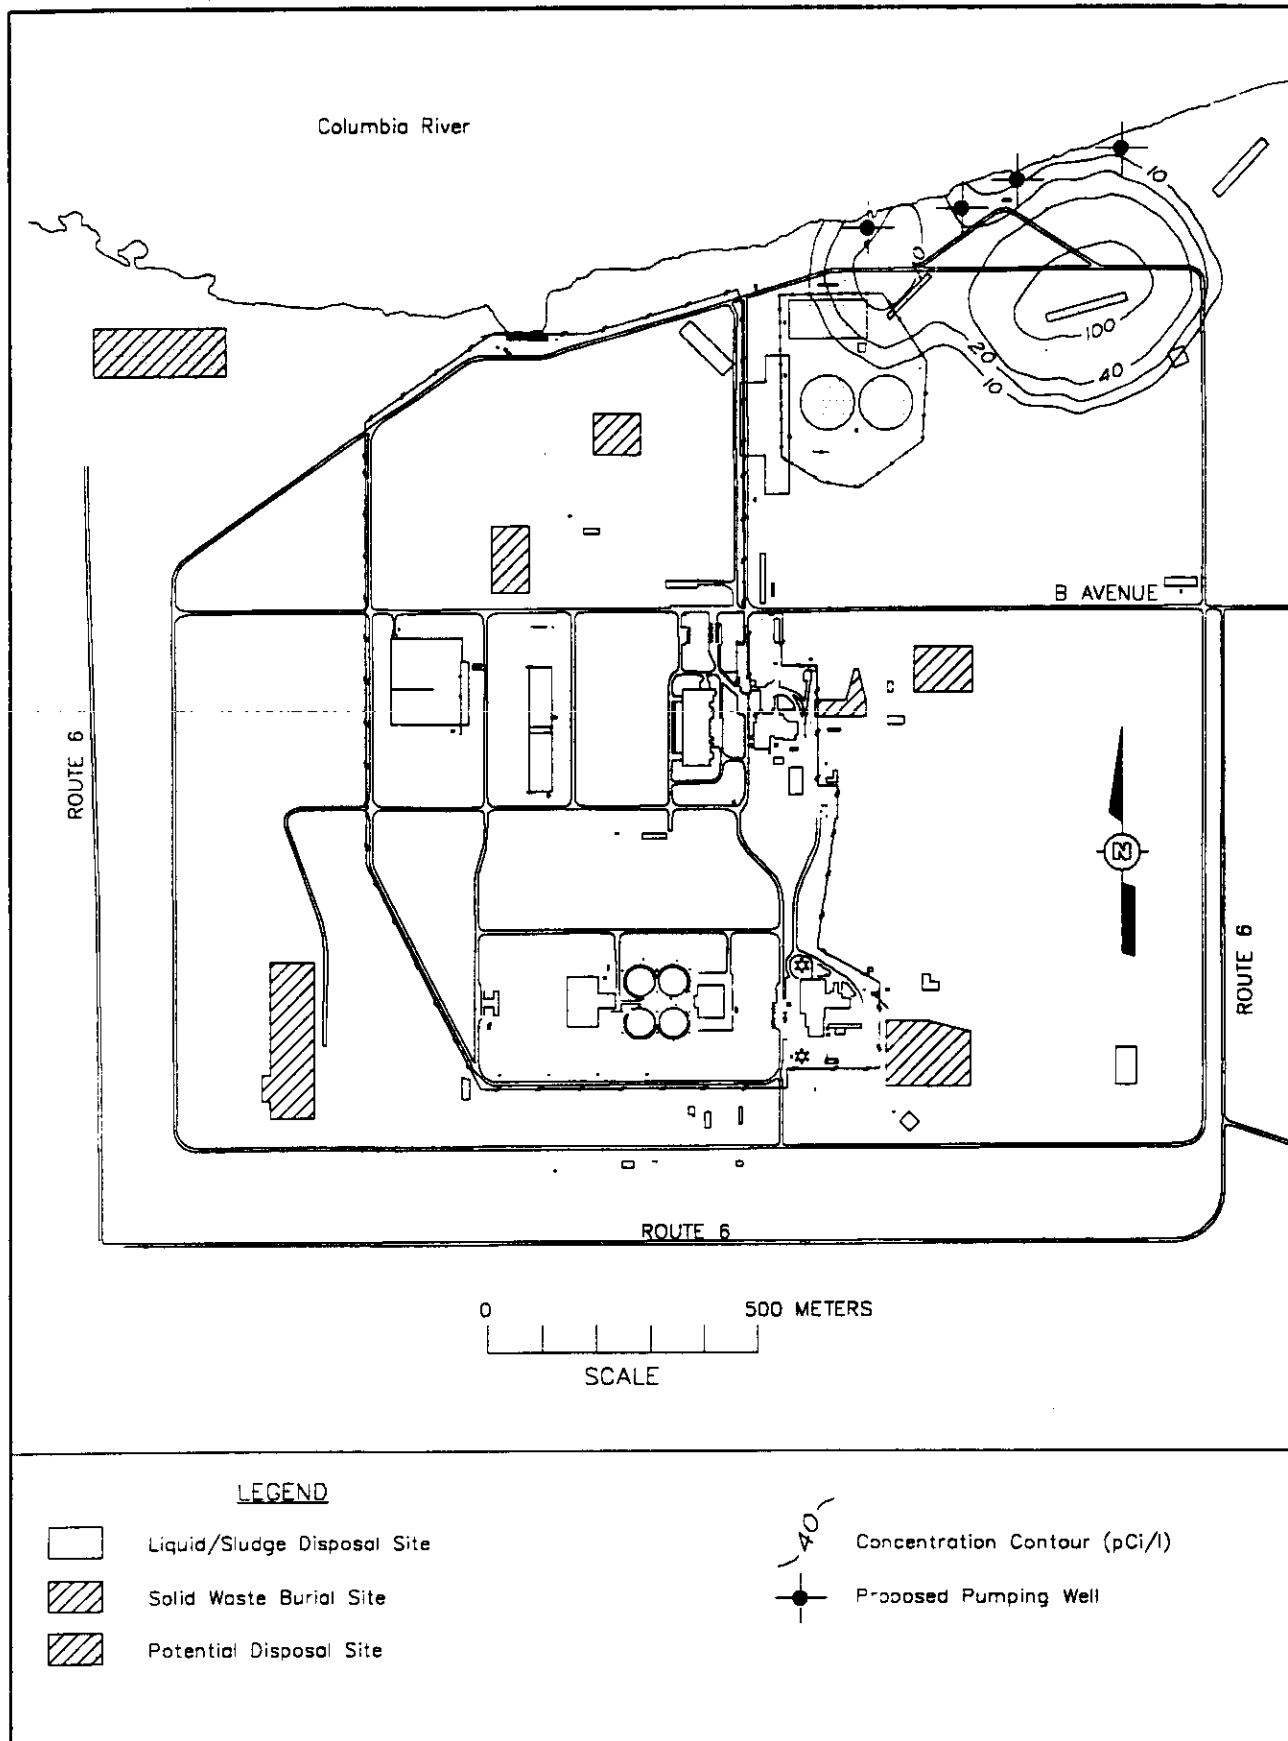 Columbia River
10
40
20
10
100
40
B AVENUE
ROUTE 6
N
ROUTE 6
ROUTE 6
0 500 METERS
SCALE
LEGEND
Liquid/Sludge Disposal Site
Solid Waste Burial Site
Potential Disposal Site
40
Concentration Contour (pCi/l)
Proposed Pumping Well